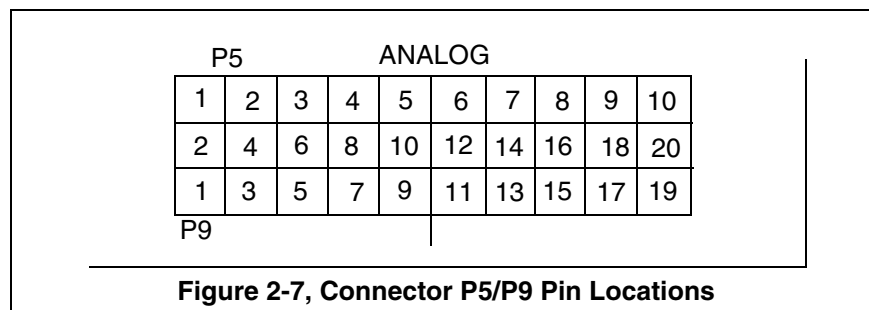 P5 ANALOG
1 2 3 4 5 6 7 8 9 10
2 4 6 8 10 12 14 16 18 20
1 3 5 7 9 11 13 15 17 19
P9
Figure 2-7, Connector P5/P9 Pin Locations